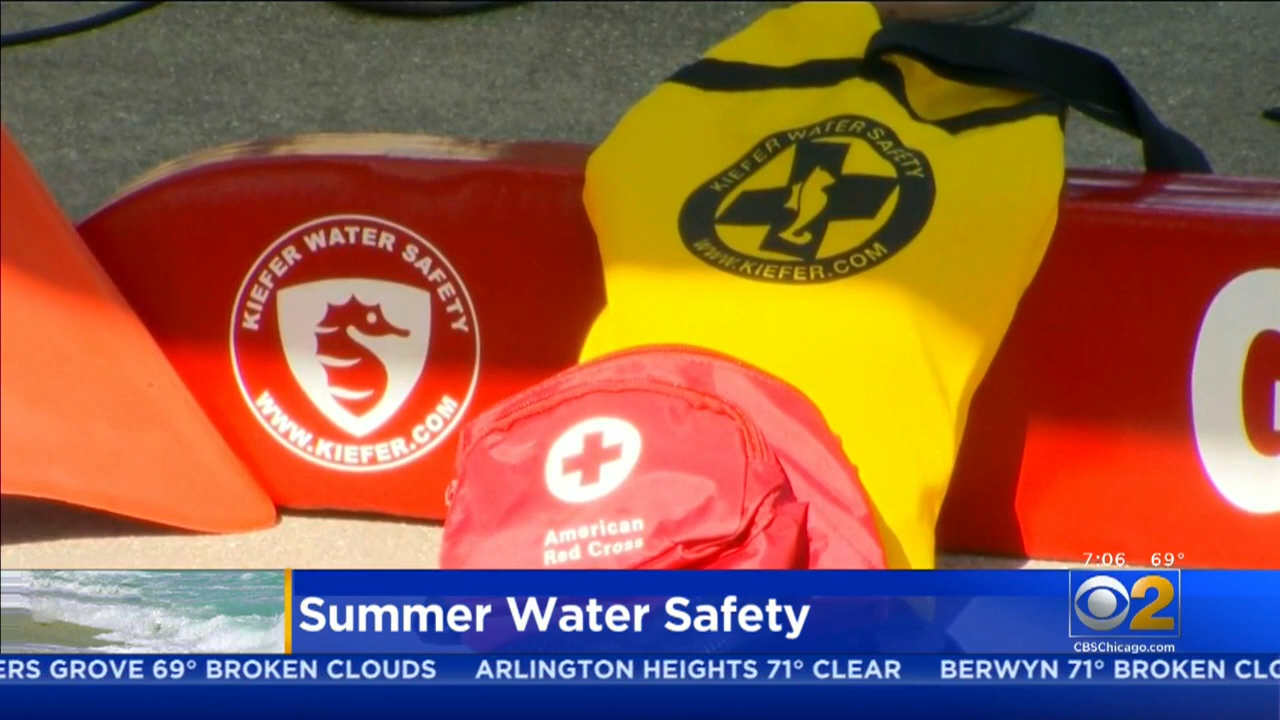 KIEFER WATER SAFETY
WWW.KIEFER.COM
KIEFER WATER SAFETY
WWW.KIEFER.COM
American
Red Cross
G
7:06 69°
2
CBSChicago.com
Summer Water Safety
ERS GROVE 69° BROKEN CLOUDS ARLINGTON HEIGHTS 71° CLEAR BERWYN 71° BROKEN CLO